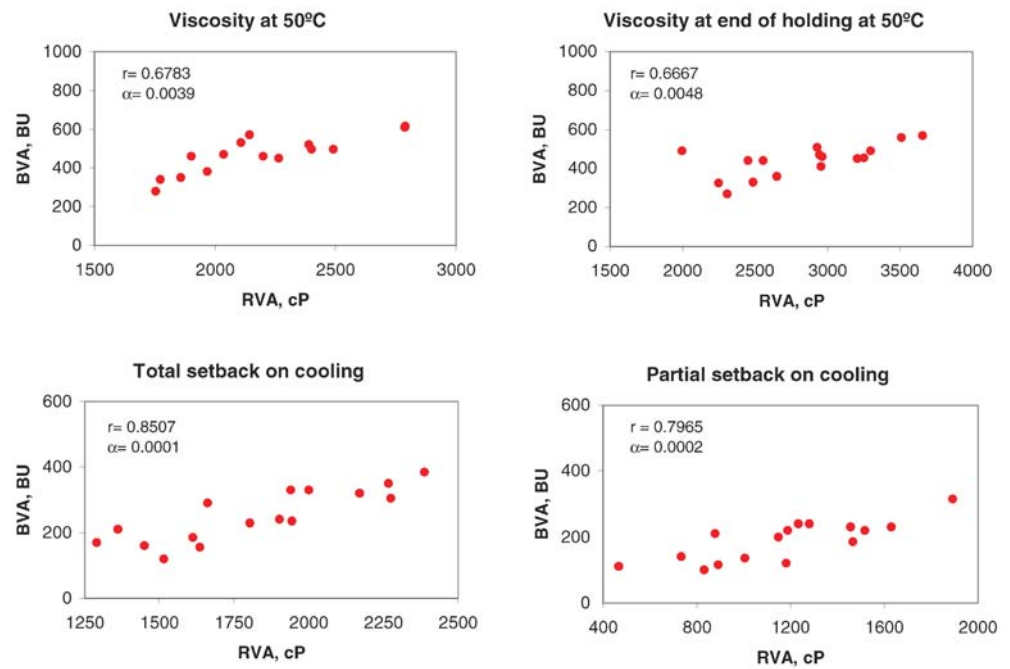 Viscosity at 50ºC
1000
800
600
400
200
0
BVA, BU
r= 0.6783
α= 0.0039
1500 2000 2500 3000
RVA, cP
Viscosity at end of holding at 50ºC
1000
800
600
400
200
0
BVA, BU
r= 0.6667
α= 0.0048
1500 2000 2500 3000 3500 4000
RVA, cP
Total setback on cooling
600
400
200
0
BVA, BU
r= 0.8507
α= 0.0001
1250 1500 1750 2000 2250 2500
RVA, cP
Partial setback on cooling
600
400
200
0
BVA, BU
r = 0.7965
α= 0.0002
400 800 1200 1600 2000
RVA, cP